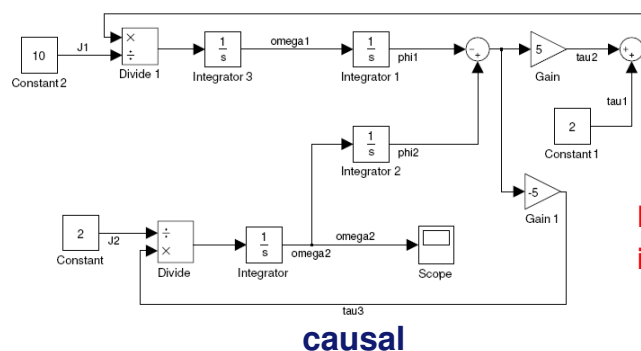 J1
10
Constant 2
×
÷
Divide 1
1
s
Integrator 3
omega1
1
s
Integrator 1
phi1
-
+
5
Gain
tau2
+
+
tau1
2
Constant 1
1
s
Integrator 2
phi2
-5
Gain 1
2
Constant
J2
÷
×
Divide
1
s
Integrator
omega2
omega2
Scope
tau3
causal